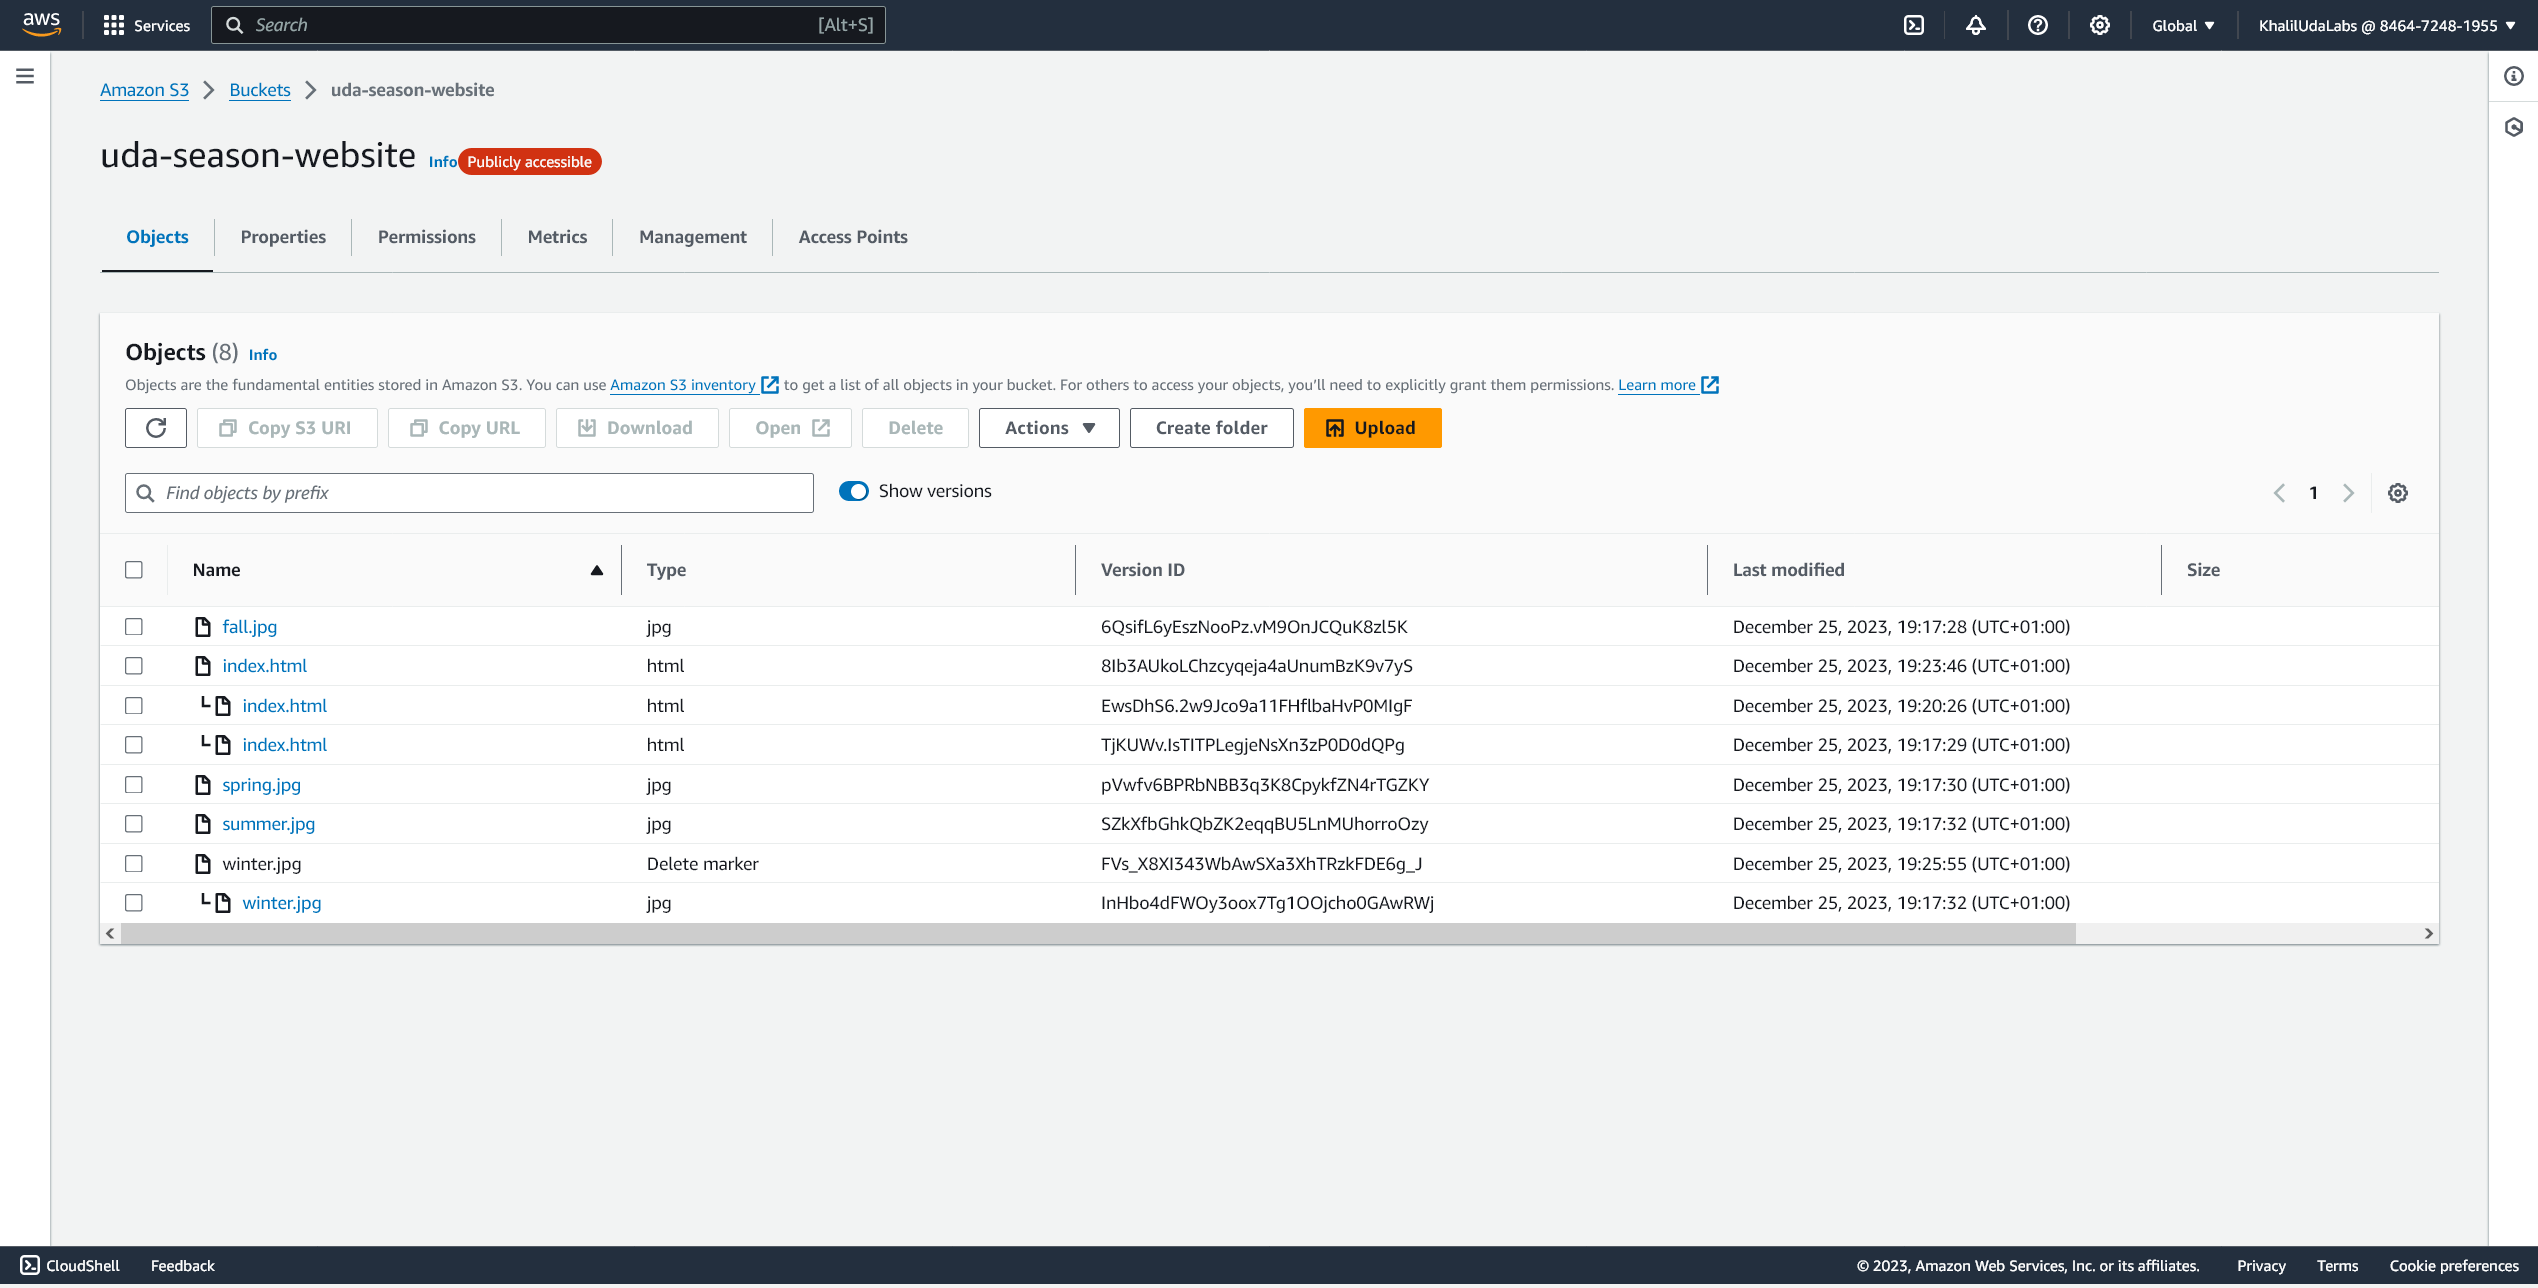 aws Services Search [Alt+S] Global KhalilUdaLabs @ 8464-7248-1955
Amazon S3 Buckets uda-season-website
uda-season-website Info Publicly accessible
Objects Properties Permissions Metrics Management Access Points
Objects (8) Info
Objects are the fundamental entities stored in Amazon S3. You can use Amazon S3 inventory to get a list of all objects in your bucket. For others to access your objects, you'll need to explicitly grant them permissions. Learn more
Copy S3 URI Copy URL Download Open Delete Actions Create folder Upload
Find objects by prefix Show versions 1
Name Type Version ID Last modified Size
fall.jpg jpg 6QsifL6yEszNooPz.vM9OnJCQuK8zl5K December 25, 2023, 19:17:28 (UTC+01:00)
index.html html 8Ib3AUkoLChzcyqeja4aUnumBzK9v7yS December 25, 2023, 19:23:46 (UTC+01:00)
index.html html EwsDhS6.2w9Jco9a11FHflbaHvP0MIgF December 25, 2023, 19:20:26 (UTC+01:00)
index.html html TjKUWv.IsTITPLegjeNsXn3zP0D0dQPg December 25, 2023, 19:17:29 (UTC+01:00)
spring.jpg jpg pVwfv6BPRbNBB3q3K8CpykfZN4rTGZKY December 25, 2023, 19:17:30 (UTC+01:00)
summer.jpg jpg SZkXfbGhkQbZK2eqqBU5LnMUhorroOzy December 25, 2023, 19:17:32 (UTC+01:00)
winter.jpg Delete marker FVs_X8XI343WbAwSXa3XhTRzkFDE6g_J December 25, 2023, 19:25:55 (UTC+01:00)
winter.jpg jpg InHbo4dFWOy3oox7Tg1OOjcho0GAwRWj December 25, 2023, 19:17:32 (UTC+01:00)
CloudShell Feedback © 2023, Amazon Web Services, Inc. or its affiliates. Privacy Terms Cookie preferences